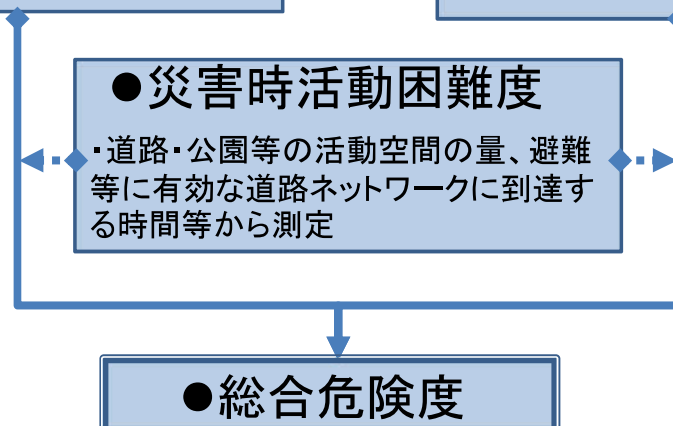 ●災害時活動困難度
・道路・公園等の活動空間の量、避難
等に有効な道路ネットワークに到達す
る時間等から測定
●総合危険度